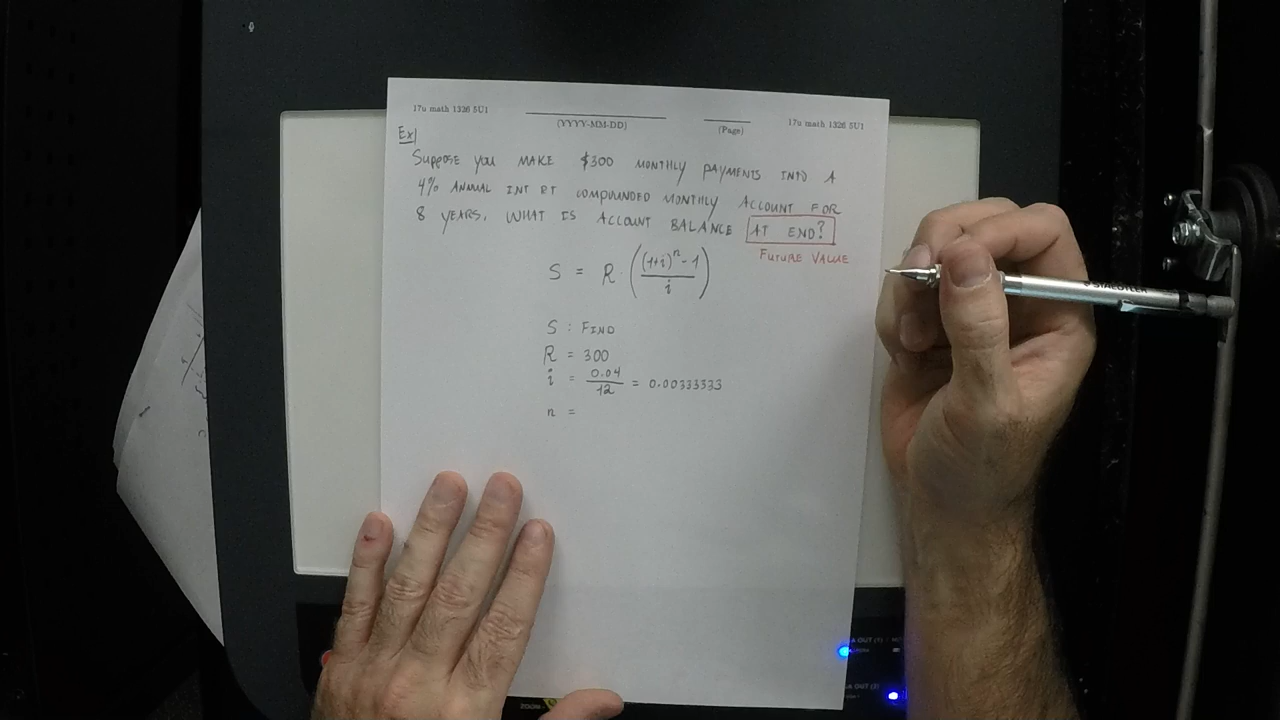 17u math 1326 5U1
(YYYY-MM-DD)
(Page)
17u math 1326 5U1
Ex|
SUPPOSE YOU MAKE $300 MONTHLY PAYMENTS INTO A
4% ANNUAL INT RT COMPOUNDED MONTHLY ACCOUNT FOR
8 YEARS. WHAT IS ACCOUNT BALANCE AT END?
FUTURE VALUE
S = R · (((1+i)^n - 1)/i)
S : FIND
R = 300
i = 0.04/12 = 0.00333333
n =
STAEDTLER